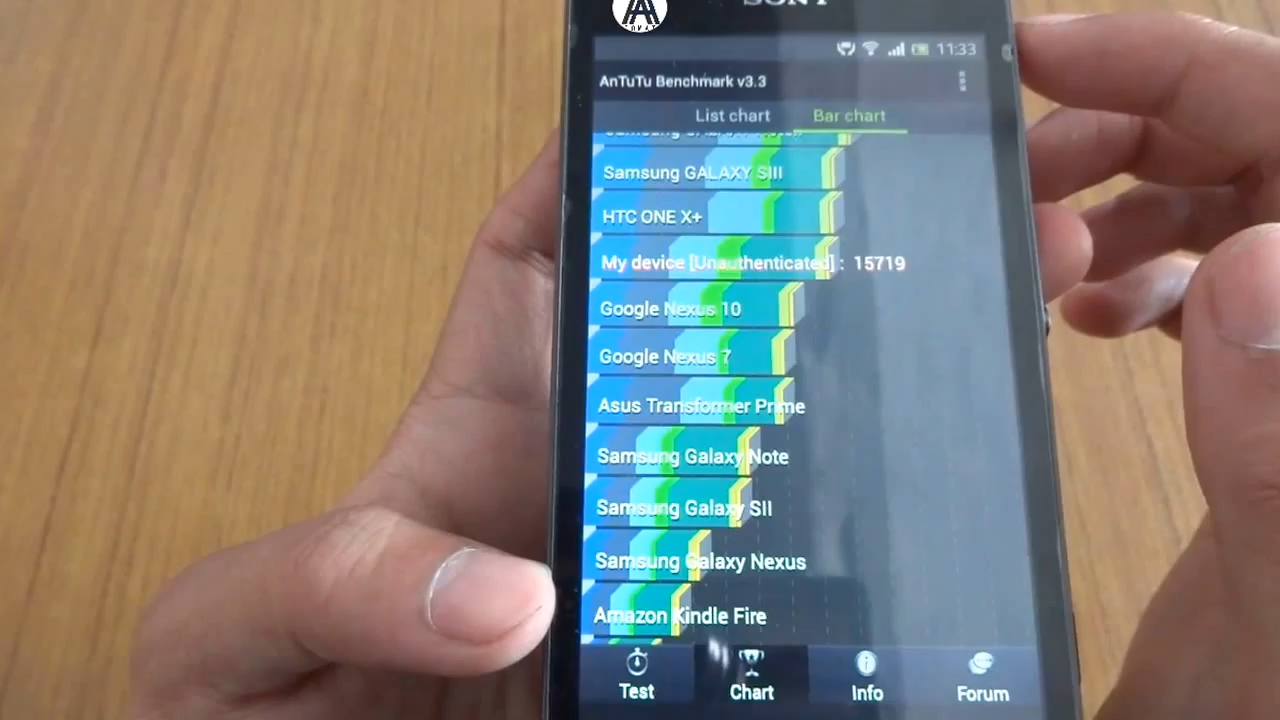 SONY
11:33
AnTuTu Benchmark v3.3
List chart
Bar chart
Samsung GALAXY SIII
HTC ONE X+
My device [Unauthenticated] : 15719
Google Nexus 10
Google Nexus 7
Asus Transformer Prime
Samsung Galaxy Note
Samsung Galaxy SII
Samsung Galaxy Nexus
Amazon Kindle Fire
Test
Chart
Info
Forum